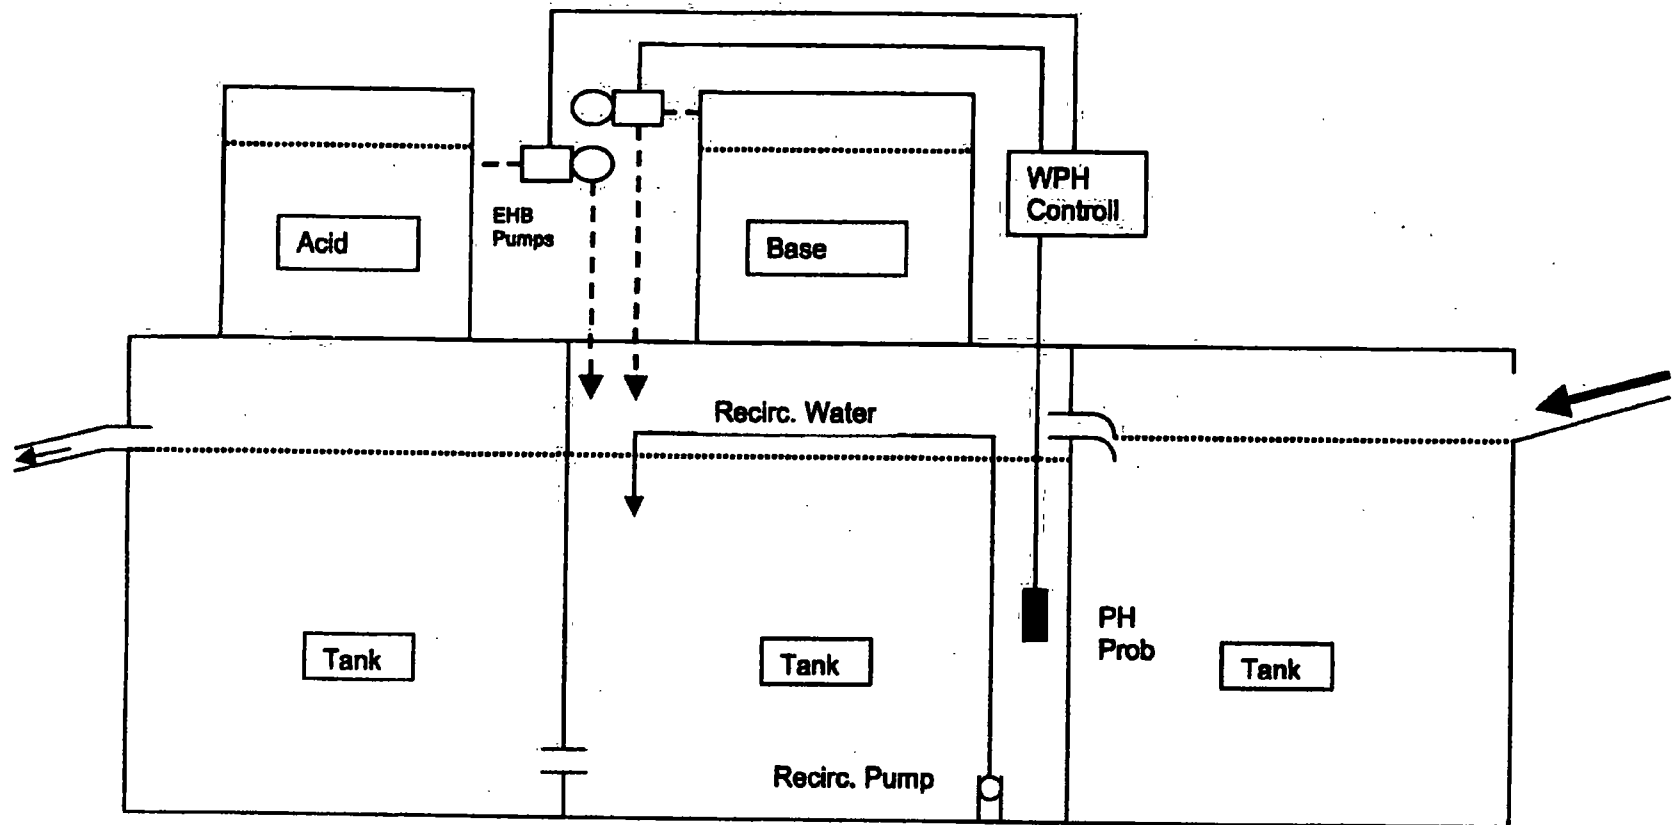 WPH
Controll
EHB
Pumps
Acid
Base
Recirc. Water
PH
Prob
Tank
Tank
Tank
Recirc. Pump